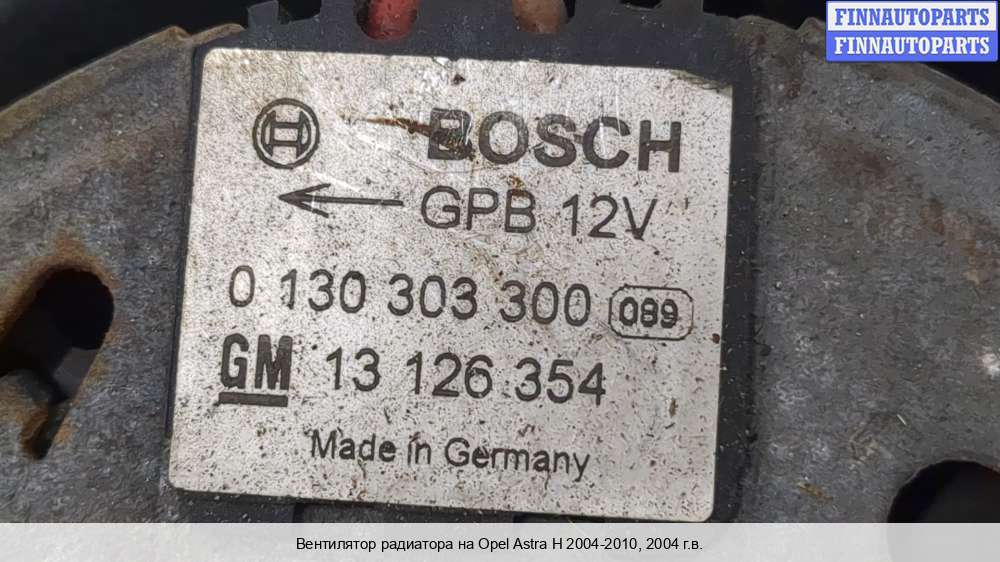 FINNAUTOPARTS
FINNAUTOPARTS
BOSCH
GPB 12V
0 130 303 300 089
GM 13 126 354
Made in Germany
Вентилятор радиатора на Opel Astra H 2004-2010, 2004 г.в.